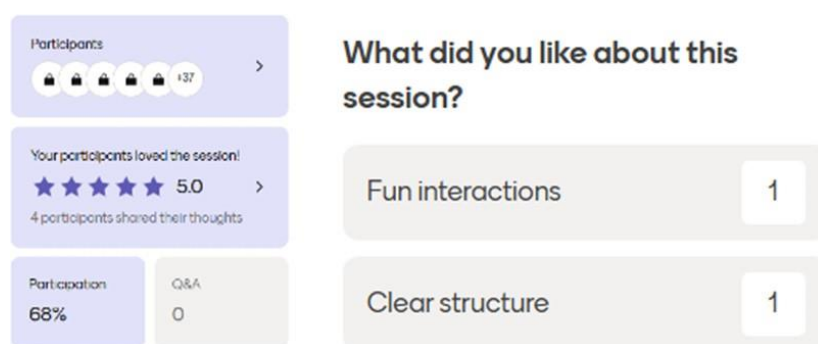 Participants
+37
Your participants loved the session!
5.0
4 participants shared their thoughts
Participation
68%
Q&A
0
What did you like about this
session?
Fun interactions
1
Clear structure
1